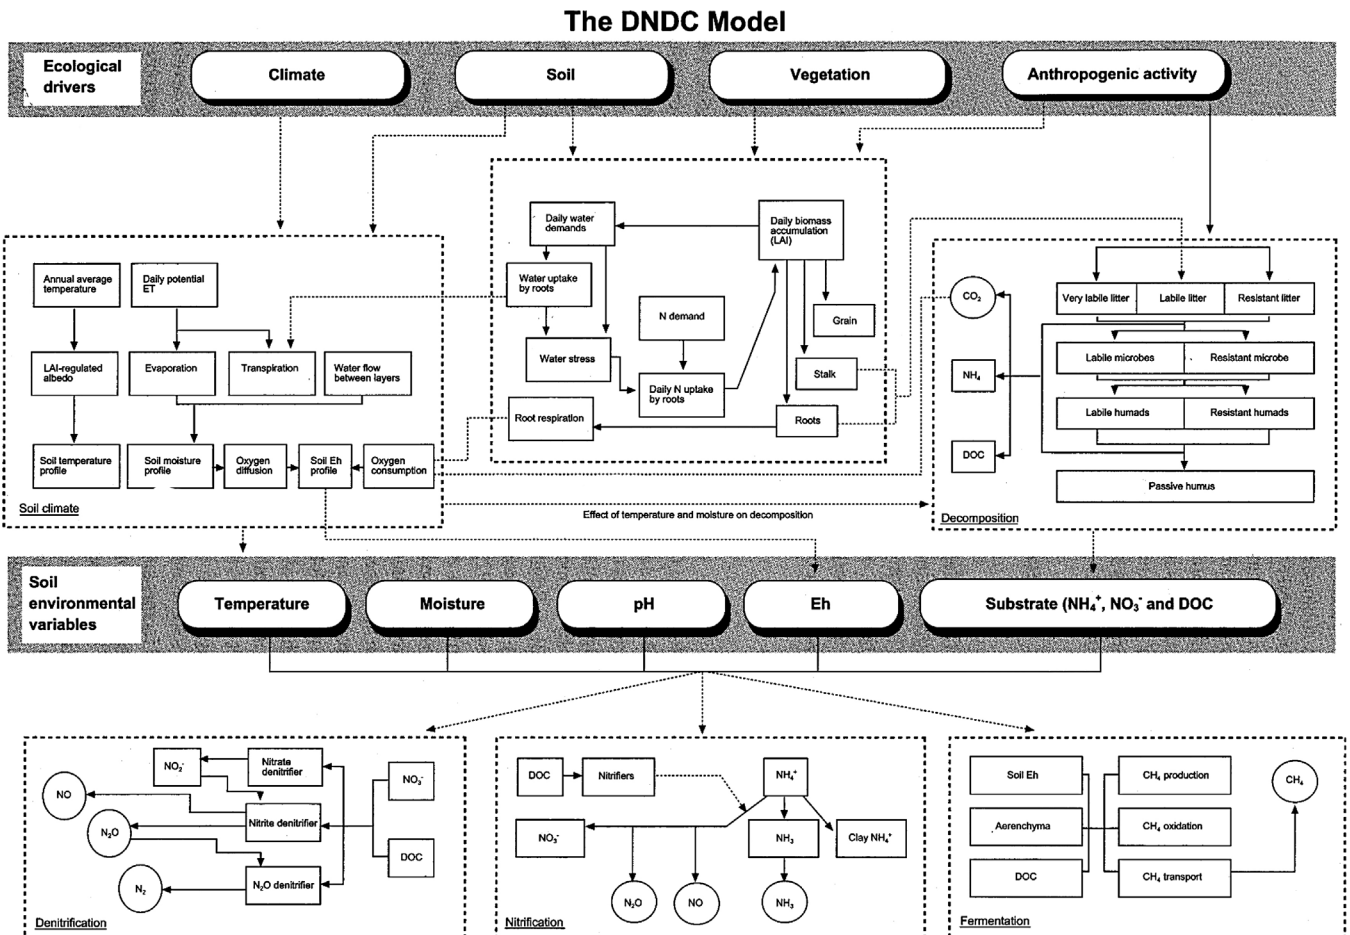 The DNDC Model
Ecological
drivers
Climate
Soil
Vegetation
Anthropogenic activity
Daily water
demands
Daily biomass
accumulation
(LAI)
Water uptake
by roots
N demand
Grain
Water stress
Stalk
Daily N uptake
by roots
Root respiration
Roots
Annual average
temperature
Daily potential
ET
LAI-regulated
albedo
Evaporation
Transpiration
Water flow
between layers
Soil temperature
profile
Soil moisture
profile
Oxygen
diffusion
Soil Eh
profile
Oxygen
consumption
Soil climate
Effect of temperature and moisture on decomposition
CO₂
NH₄
DOC
Very labile litter
Labile litter
Resistant litter
Labile microbes
Resistant microbe
Labile humads
Resistant humads
Passive humus
Decomposition
Soil
environmental
variables
Temperature
Moisture
pH
Eh
Substrate (NH₄⁺, NO₃⁻ and DOC
NO₂⁻
Nitrate
denitrifier
NO
NO₃⁻
N₂O
Nitrite denitrifier
DOC
N₂
N₂O denitrifier
Denitrification
DOC
Nitrifiers
NH₄⁺
NO₃⁻
NH₃
Clay NH₄⁺
N₂O
NO
NH₃
Nitrification
Soil Eh
CH₄ production
CH₄
Aerenchyma
CH₄ oxidation
DOC
CH₄ transport
Fermentation